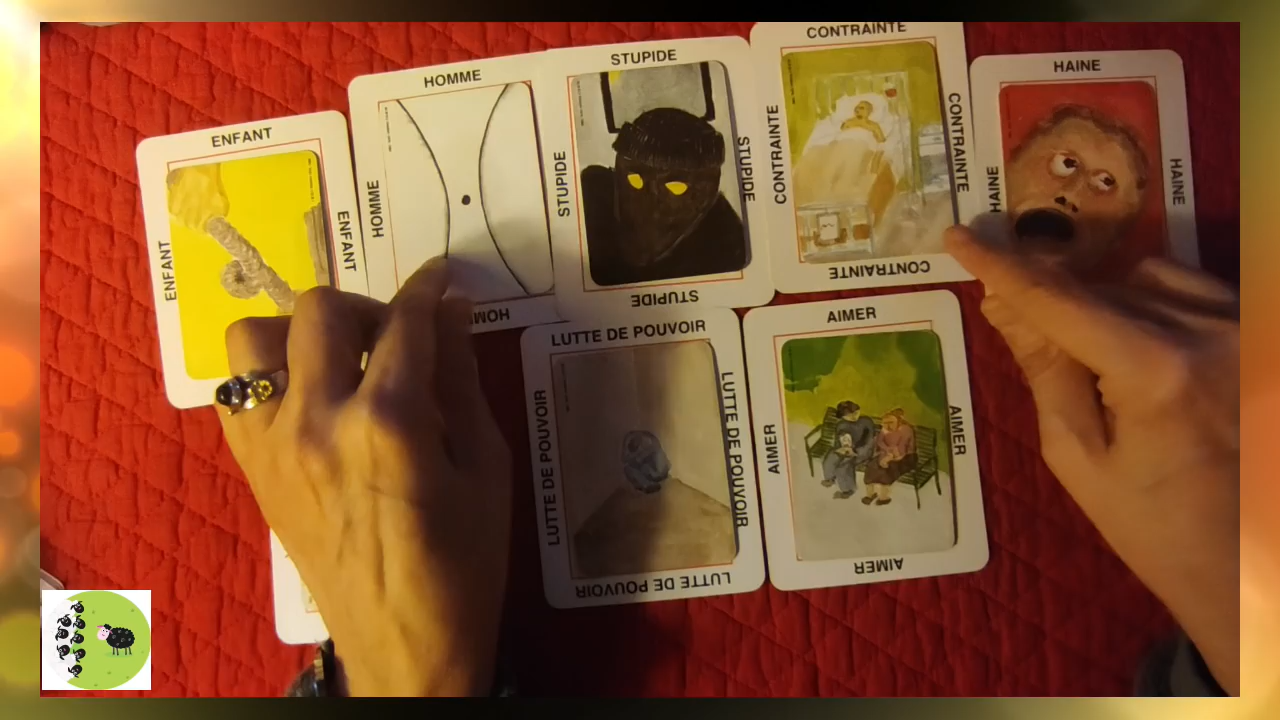 ENFANT
ENFANT
ENFANT
HOMME
HOMME
STUPIDE
STUPIDE
STUPIDE
STUPIDE
CONTRAINTE
CONTRAINTE
CONTRAINTE
CONTRAINTE
HAINE
HAINE
HAINE
LUTTE DE POUVOIR
LUTTE DE POUVOIR
LUTTE DE POUVOIR
LUTTE DE POUVOIR
AIMER
AIMER
AIMER
AIMER